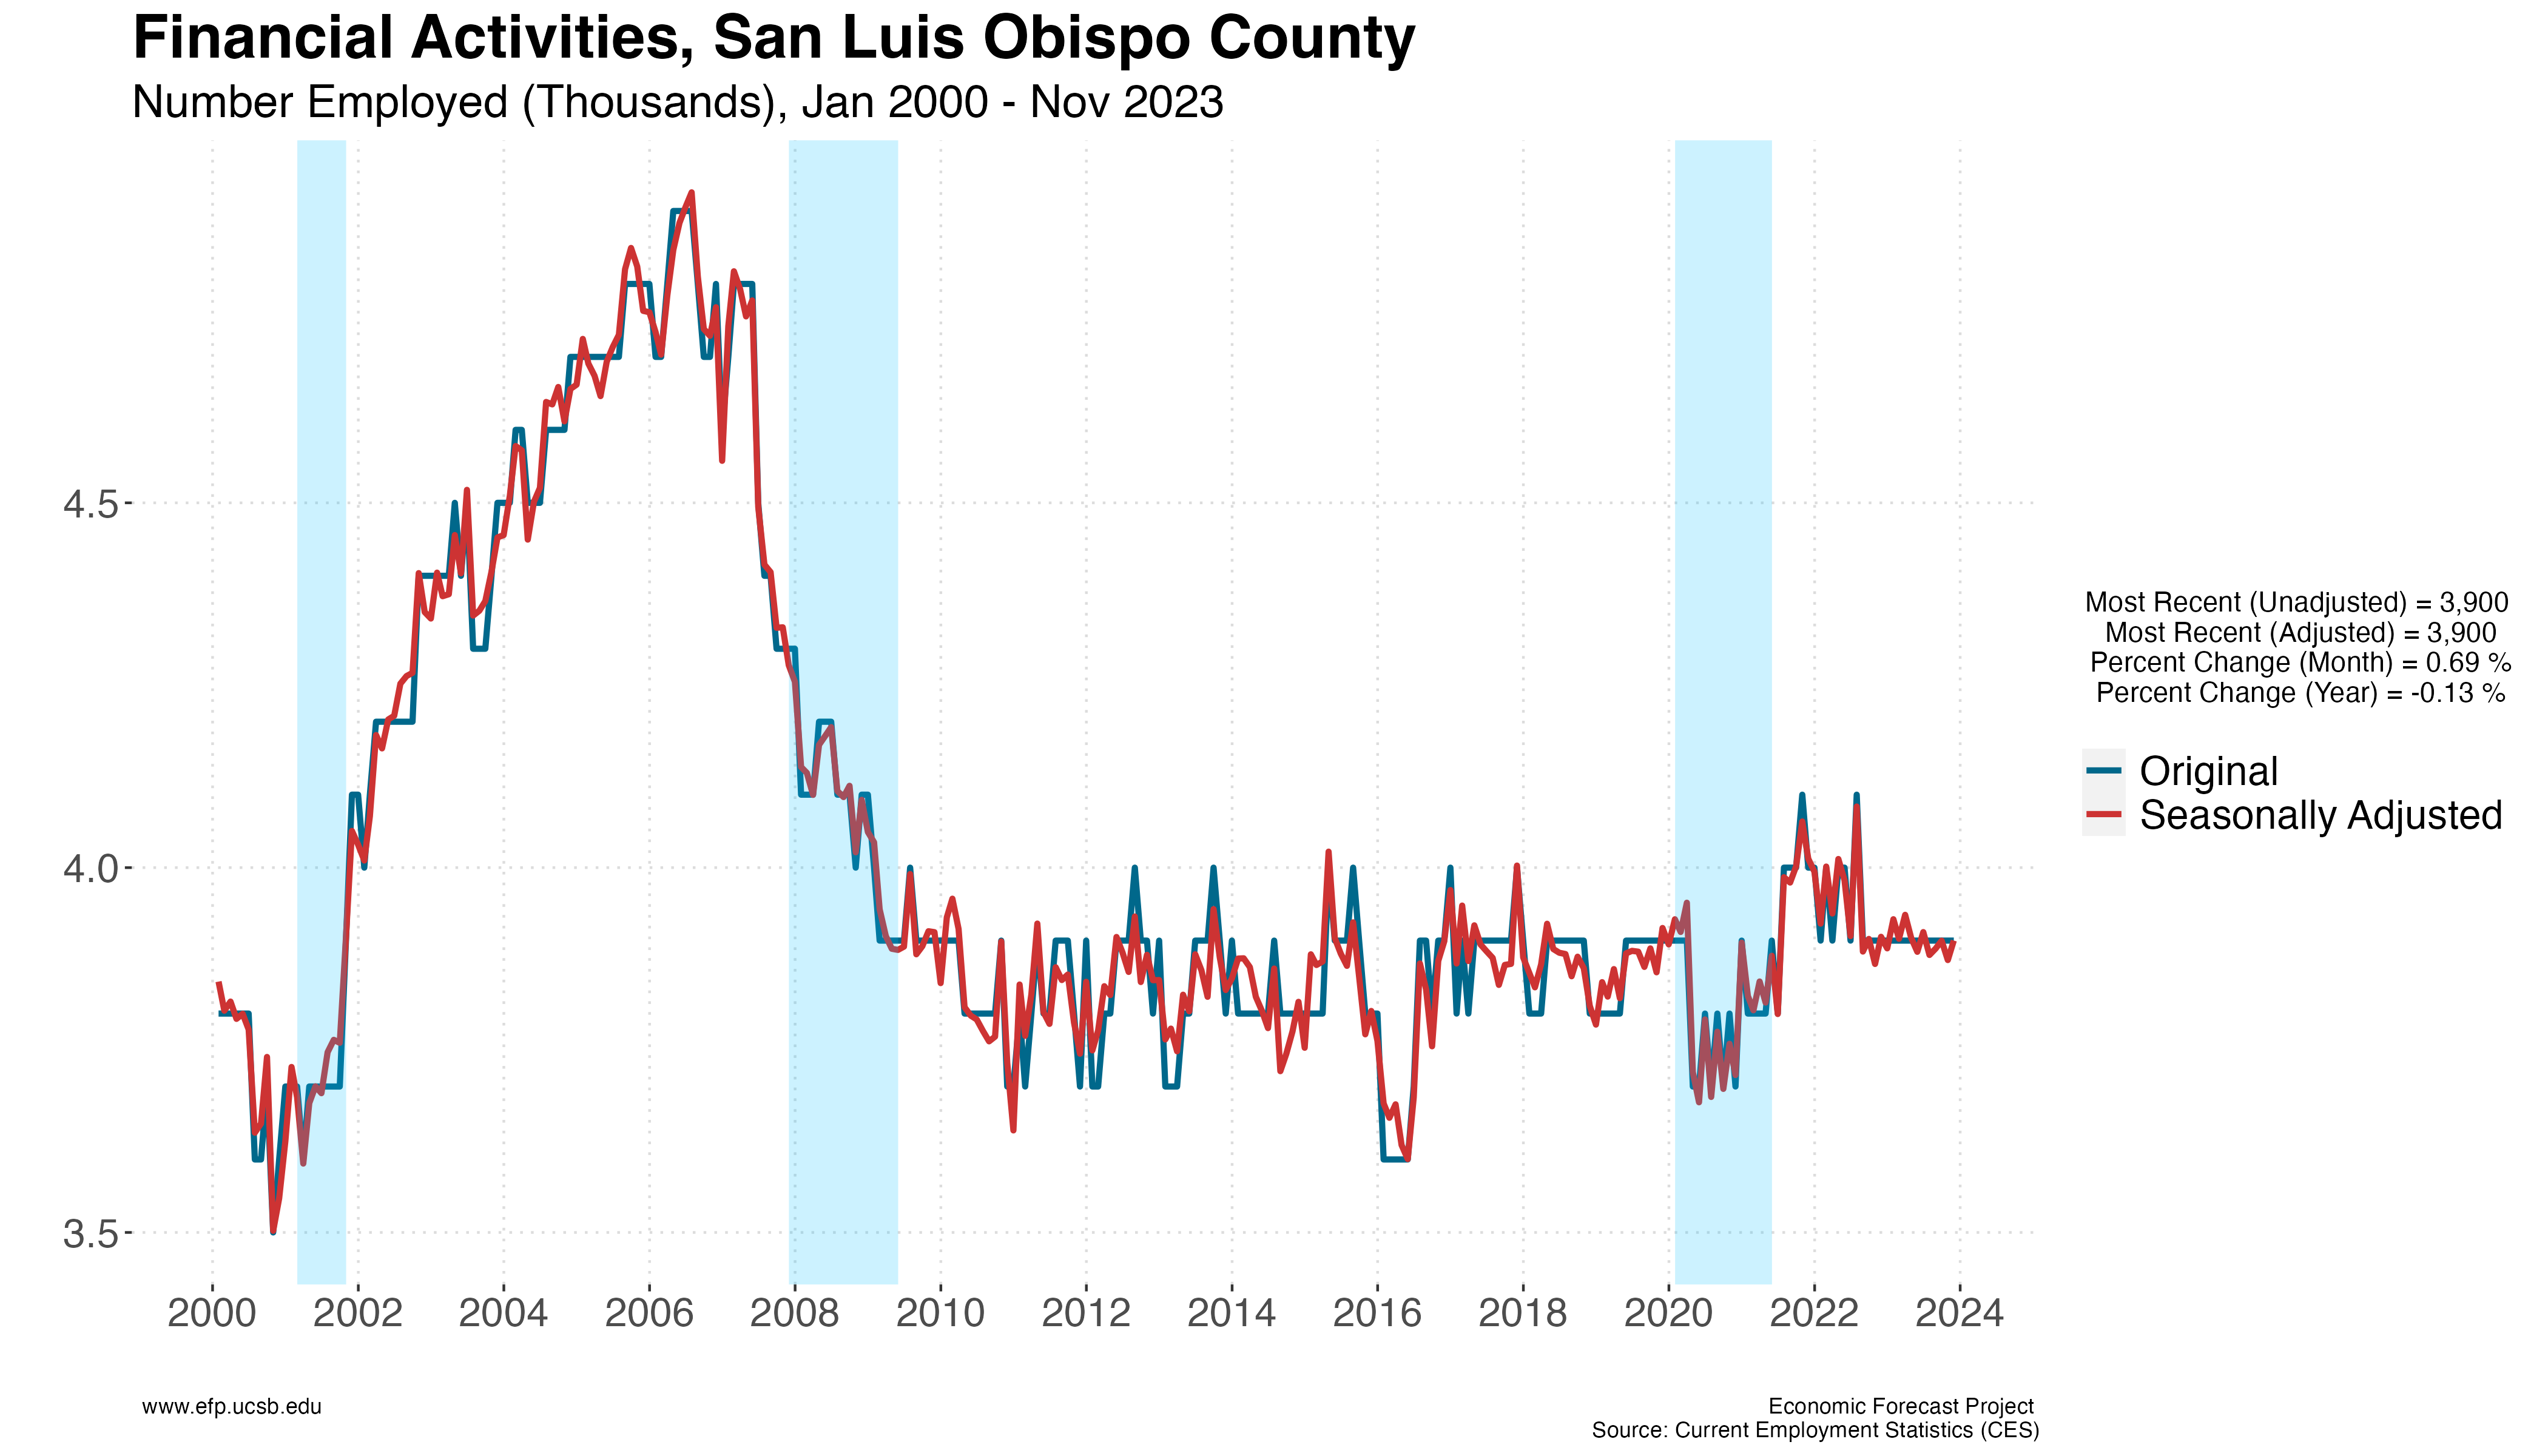 Financial Activities, San Luis Obispo County
Number Employed (Thousands), Jan 2000 - Nov 2023
4.5
4.0
3.5
2000 2002 2004 2006 2008 2010 2012 2014 2016 2018 2020 2022 2024
Most Recent (Unadjusted) = 3,900
Most Recent (Adjusted) = 3,900
Percent Change (Month) = 0.69 %
Percent Change (Year) = -0.13 %
Original
Seasonally Adjusted
www.efp.ucsb.edu
Economic Forecast Project
Source: Current Employment Statistics (CES)